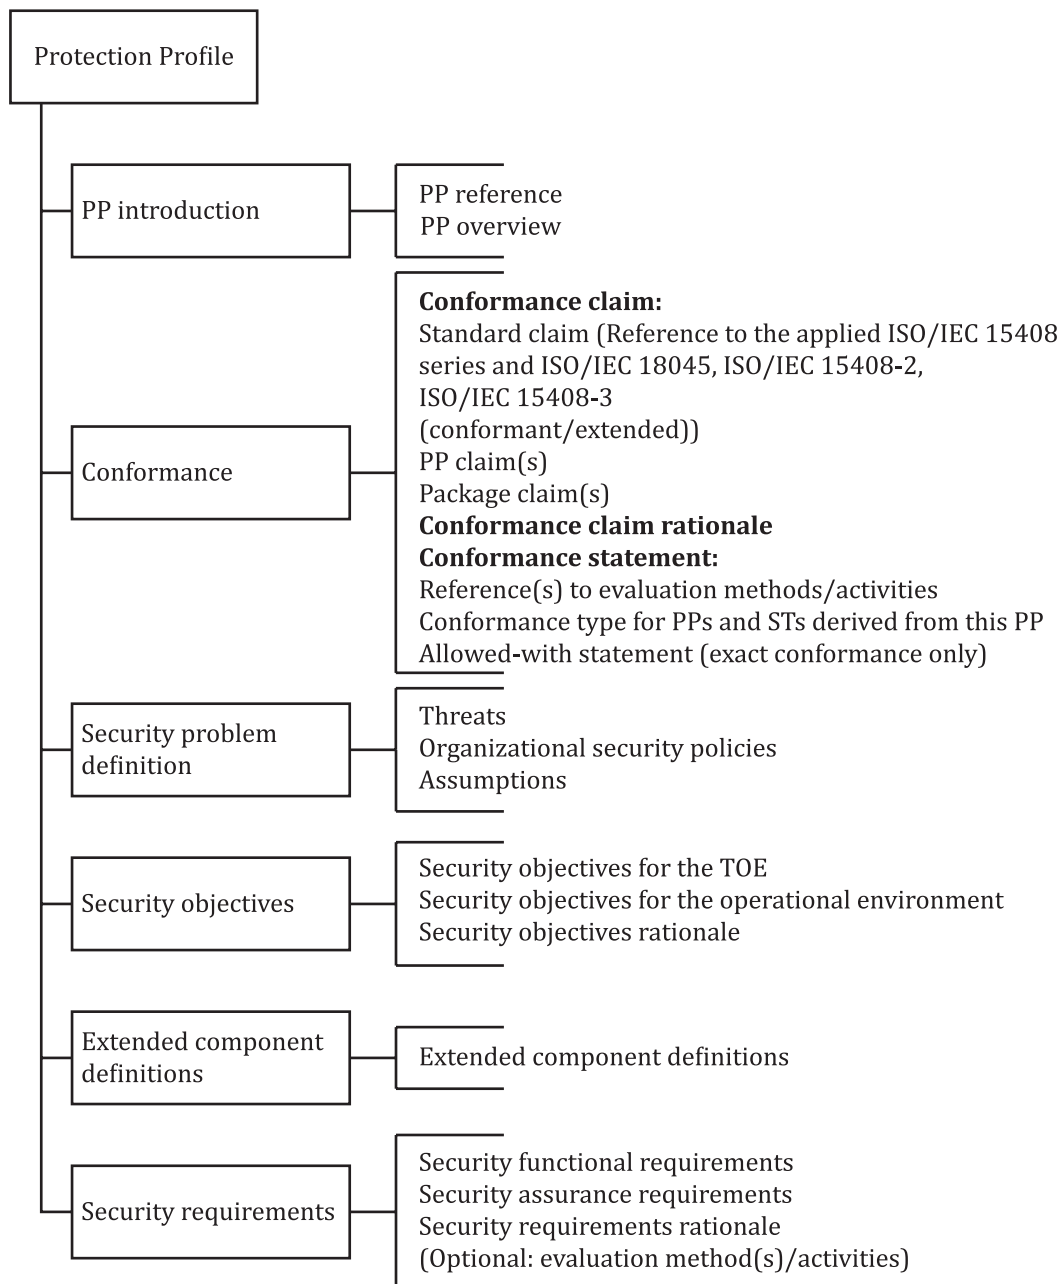 Protection Profile
PP introduction
PP reference
PP overview
Conformance
Conformance claim:
Standard claim (Reference to the applied ISO/IEC 15408
series and ISO/IEC 18045, ISO/IEC 15408-2,
ISO/IEC 15408-3
(conformant/extended))
PP claim(s)
Package claim(s)
Conformance claim rationale
Conformance statement:
Reference(s) to evaluation methods/activities
Conformance type for PPs and STs derived from this PP
Allowed-with statement (exact conformance only)
Security problem
definition
Threats
Organizational security policies
Assumptions
Security objectives
Security objectives for the TOE
Security objectives for the operational environment
Security objectives rationale
Extended component
definitions
Extended component definitions
Security requirements
Security functional requirements
Security assurance requirements
Security requirements rationale
(Optional: evaluation method(s)/activities)